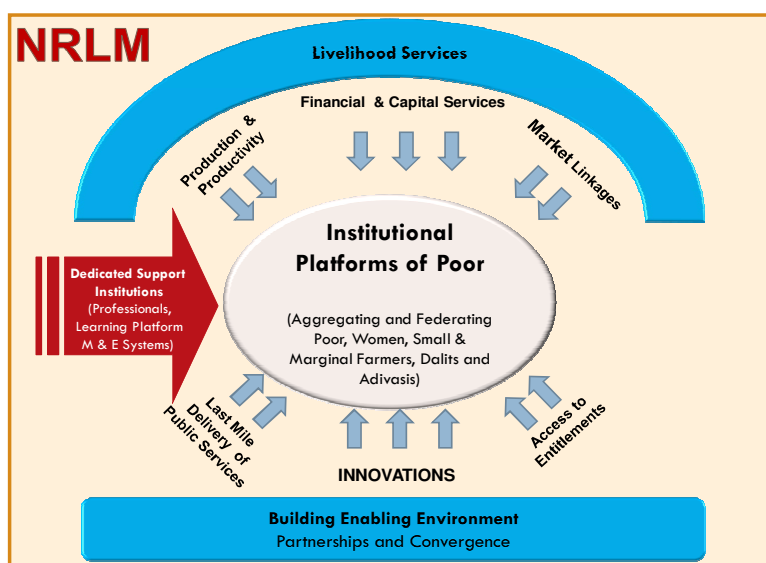 NRLM
Livelihood Services
Financial & Capital Services
Production &
Productivity
Market Linkages
Institutional
Platforms of Poor
(Aggregating and Federating
Poor, Women, Small &
Marginal Farmers, Dalits and
Adivasis)
Dedicated Support
Institutions
(Professionals,
Learning Platform
M & E Systems)
Last Mile
Delivery of
Public Services
INNOVATIONS
Access to
Entitlements
Building Enabling Environment
Partnerships and Convergence